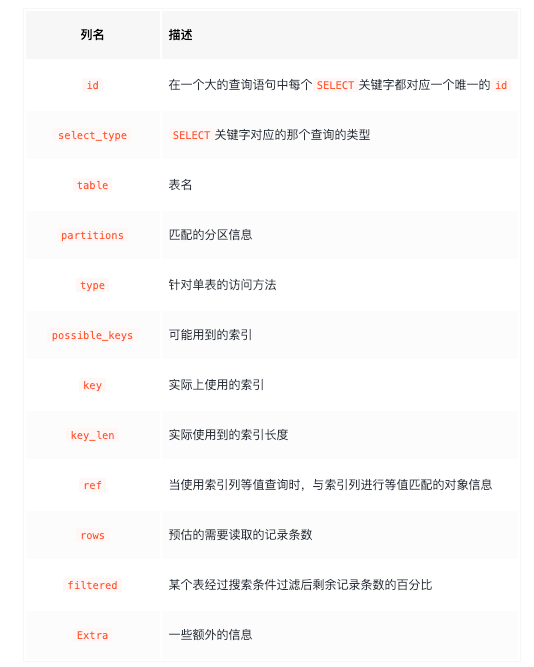 列名 描述
id 在一个大的查询语句中每个 SELECT 关键字都对应一个唯一的 id
select_type SELECT 关键字对应的那个查询的类型
table 表名
partitions 匹配的分区信息
type 针对单表的访问方法
possible_keys 可能用到的索引
key 实际上使用的索引
key_len 实际使用到的索引长度
ref 当使用索引列等值查询时，与索引列进行等值匹配的对象信息
rows 预估的需要读取的记录条数
filtered 某个表经过搜索条件过滤后剩余记录条数的百分比
Extra 一些额外的信息